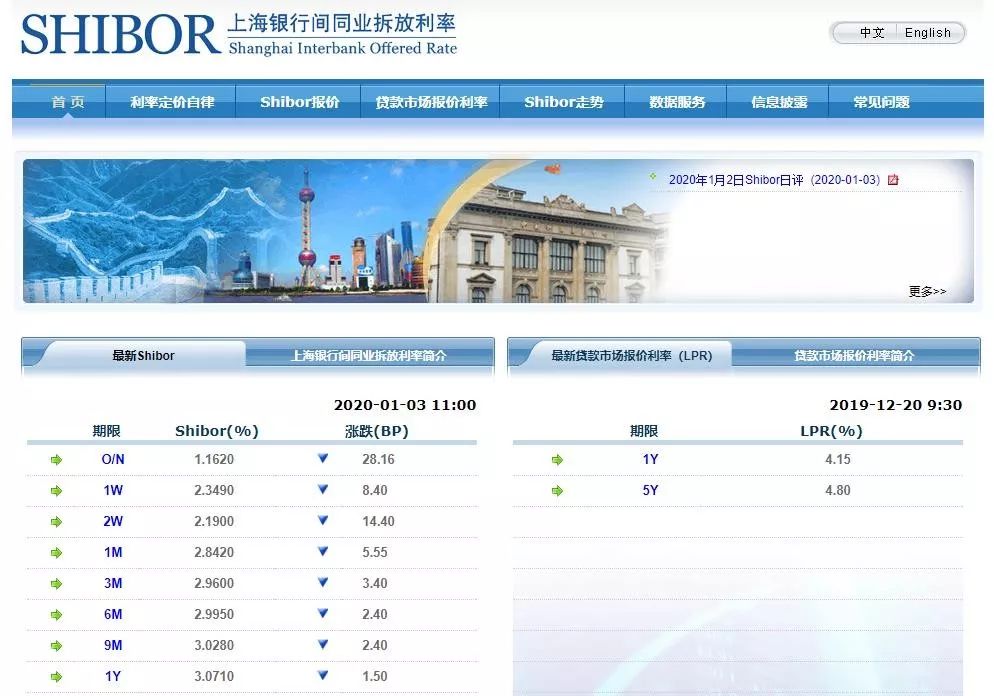 SHIBOR 上海银行间同业拆放利率
Shanghai Interbank Offered Rate
中文 English
首页 利率定价自律 Shibor报价 贷款市场报价利率 Shibor走势 数据服务 信息披露 常见问题
2020年1月2日Shibor日评（2020-01-03）
更多>>
最新Shibor 上海银行间同业拆放利率简介
2020-01-03 11:00
期限 Shibor(%) 涨跌(BP)
O/N 1.1620 28.16
1W 2.3490 8.40
2W 2.1900 14.40
1M 2.8420 5.55
3M 2.9600 3.40
6M 2.9950 2.40
9M 3.0280 2.40
1Y 3.0710 1.50
最新贷款市场报价利率（LPR） 贷款市场报价利率简介
2019-12-20 9:30
期限 LPR(%)
1Y 4.15
5Y 4.80